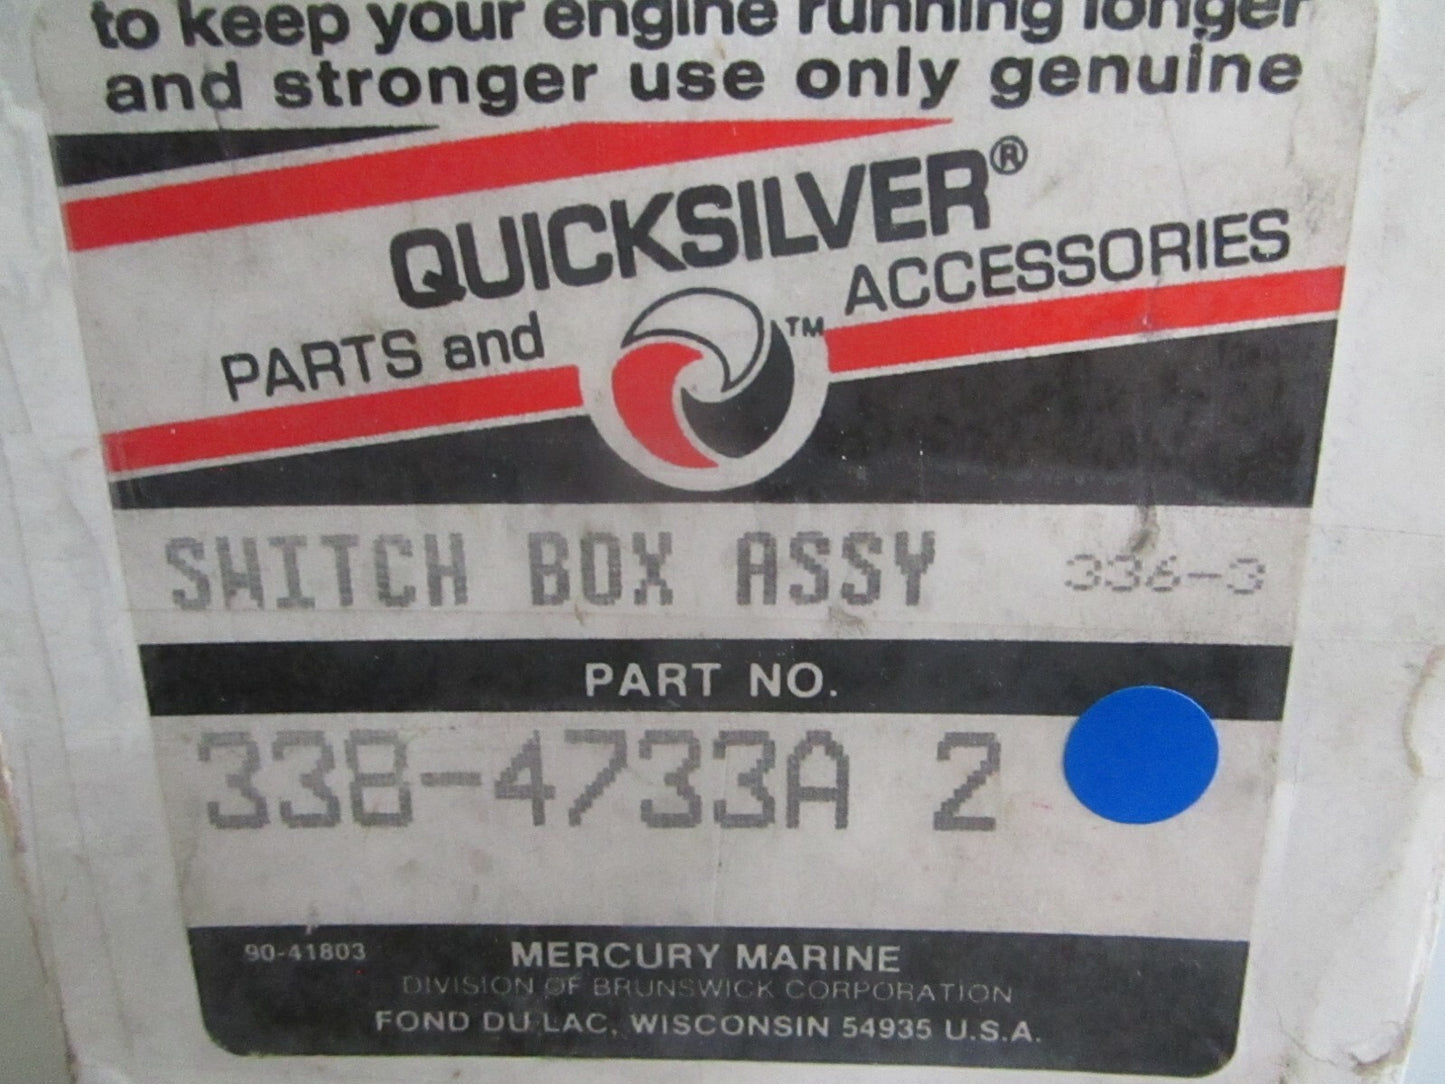 to keep your engine running longer
and stronger use only genuine
QUICKSILVER®
PARTS and ACCESSORIES
TM
SWITCH BOX ASSY 336-3
PART NO.
338-4733A 2
90-41803 MERCURY MARINE
DIVISION OF BRUNSWICK CORPORATION
FOND DU LAC, WISCONSIN 54935 U.S.A.